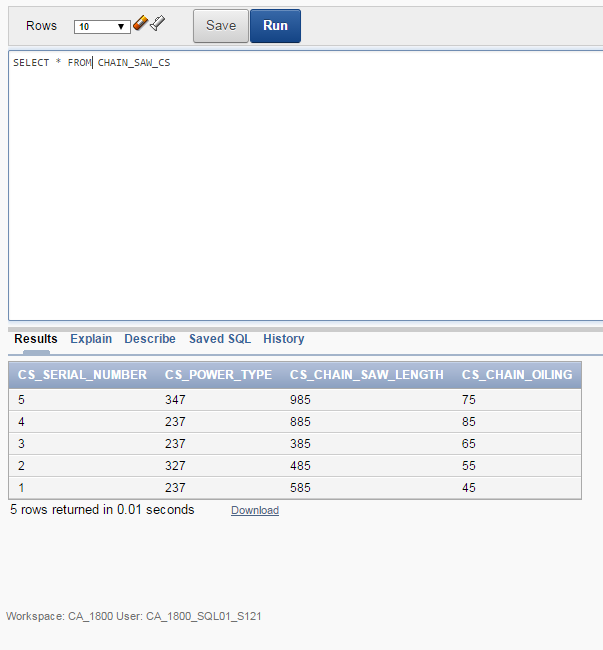 Rows 10 Save Run
SELECT * FROM CHAIN_SAW_CS
Results Explain Describe Saved SQL History
CS_SERIAL_NUMBER CS_POWER_TYPE CS_CHAIN_SAW_LENGTH CS_CHAIN_OILING
5 347 985 75
4 237 885 85
3 237 385 65
2 327 485 55
1 237 585 45
5 rows returned in 0.01 seconds Download
Workspace: CA_1800 User: CA_1800_SQL01_S121